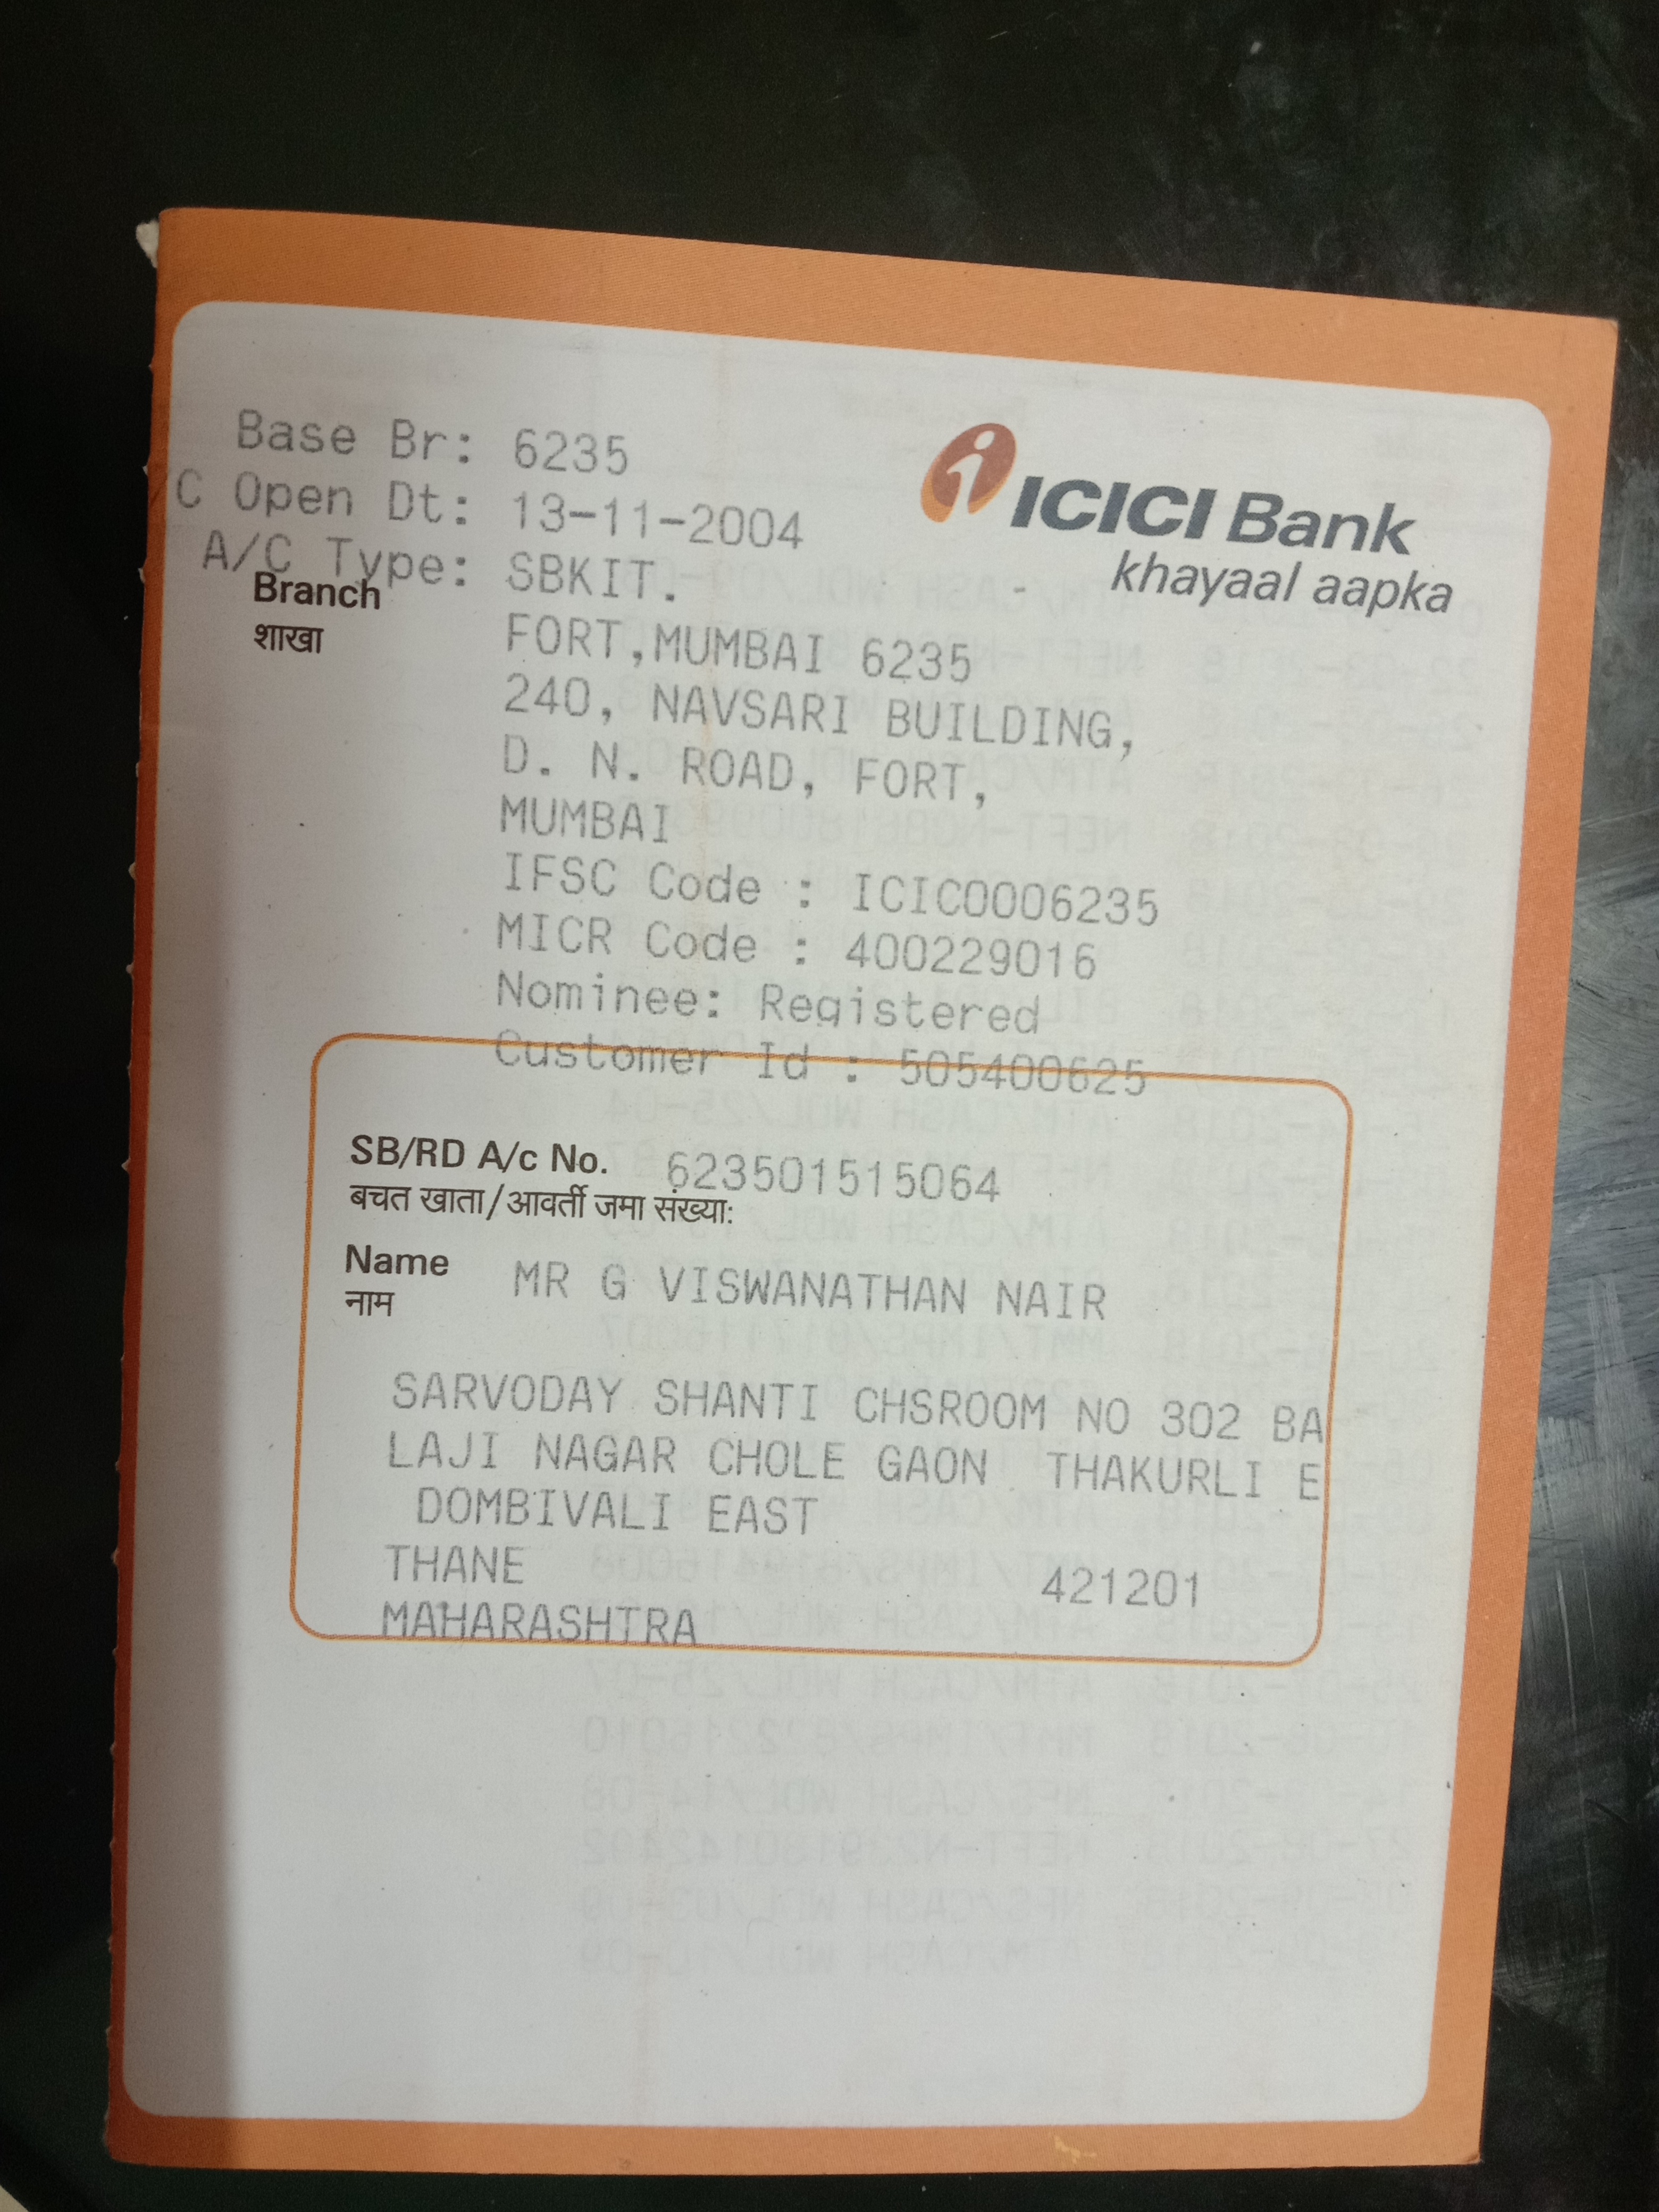 Base Br: 6235
C Open Dt: 13-11-2004
A/C Type: SBKIT.
ICICI Bank
khayaal aapka
Branch
शाखा
FORT,MUMBAI 6235
240, NAVSARI BUILDING,
D. N. ROAD, FORT,
MUMBAI
IFSC Code : ICIC0006235
MICR Code : 400229016
Nominee: Registered
Customer Id : 505400625
SB/RD A/c No. 623501515064
बचत खाता/आवर्ती जमा संख्या:
Name MR G VISWANATHAN NAIR
नाम
SARVODAY SHANTI CHSROOM NO 302 BA
LAJI NAGAR CHOLE GAON THAKURLI E
DOMBIVALI EAST
THANE 421201
MAHARASHTRA